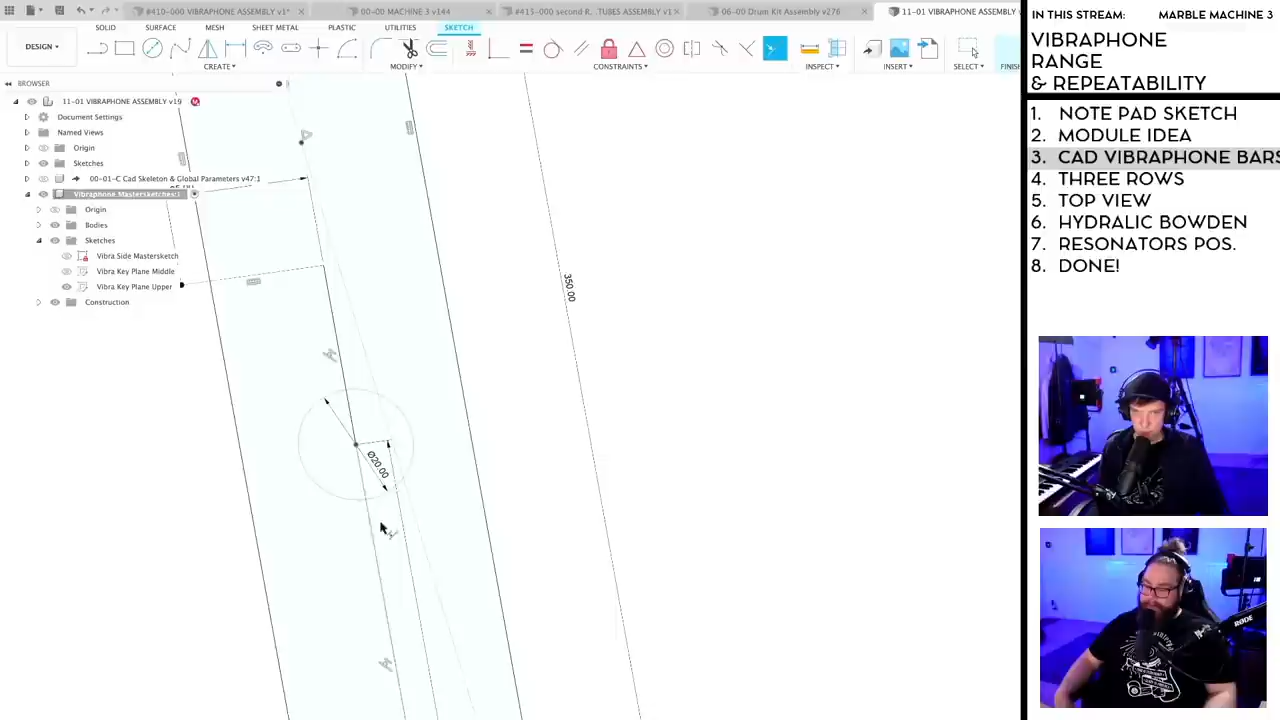 #410-000 VIBRAPHONE ASSEMBLY v1*
00-00 MACHINE 3 v144
#415-000 second R. .TUBES ASSEMBLY v1
06-00 Drum Kit Assembly v276
11-01 VIBRAPHONE ASSEMBLY v
SOLID
SURFACE
MESH
SHEET METAL
PLASTIC
UTILITIES
SKETCH
DESIGN
CREATE
MODIFY
CONSTRAINTS
INSPECT
INSERT
SELECT
FINIS
BROWSER
11-01 VIBRAPHONE ASSEMBLY v19
Document Settings
Named Views
Origin
Sketches
00-01-C Cad Skeleton & Global Parameters v47:1
Vibraphone Mastersketches:1
Origin
Bodies
Sketches
Vibra Side Mastersketch
Vibra Key Plane Middle
Vibra Key Plane Upper
Construction
350.00
Ø20.00
IN THIS STREAM: MARBLE MACHINE 3
VIBRAPHONE
RANGE
& REPEATABILITY
1. NOTE PAD SKETCH
2. MODULE IDEA
3. CAD VIBRAPHONE BARS
4. THREE ROWS
5. TOP VIEW
6. HYDRALIC BOWDEN
7. RESONATORS POS.
8. DONE!
RØDE